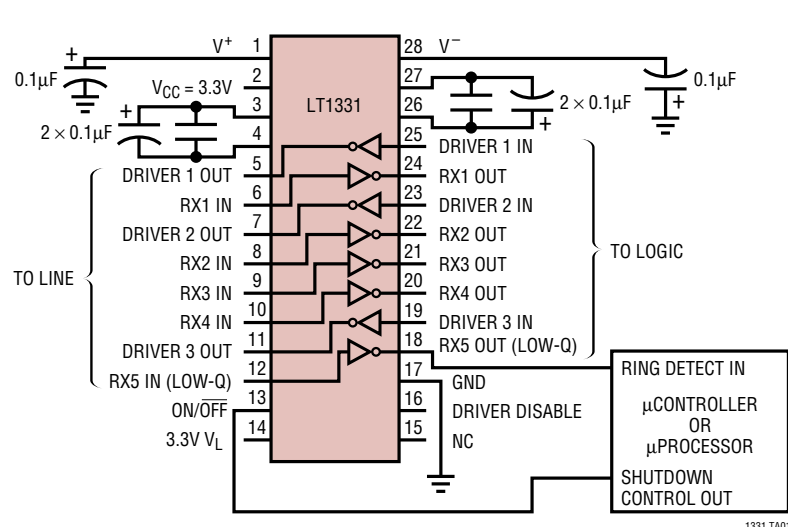 V+ 1
28 V−
0.1µF
+
0.1µF
+
VCC = 3.3V 2
27
LT1331
3
26
+
2 × 0.1µF
2 × 0.1µF
+
4
25 DRIVER 1 IN
DRIVER 1 OUT 5
24 RX1 OUT
RX1 IN 6
23 DRIVER 2 IN
DRIVER 2 OUT 7
22 RX2 OUT
RX2 IN 8
21 RX3 OUT
TO LINE
TO LOGIC
RX3 IN 9
20 RX4 OUT
RX4 IN 10
19 DRIVER 3 IN
DRIVER 3 OUT 11
18 RX5 OUT (LOW-Q)
RX5 IN (LOW-Q) 12
17 GND
ON/O̅F̅F̅ 13
16 DRIVER DISABLE
3.3V VL 14
15 NC
RING DETECT IN
µCONTROLLER
OR
µPROCESSOR
SHUTDOWN
CONTROL OUT